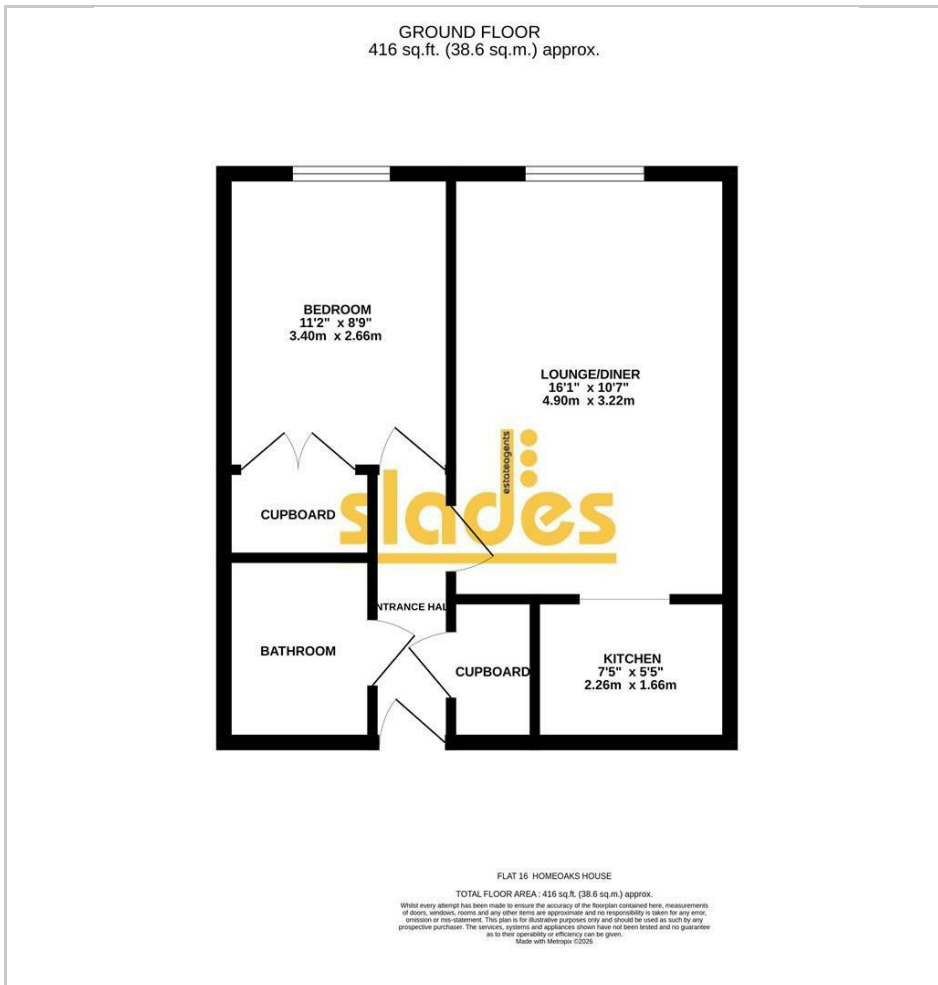 GROUND FLOOR
416 sq.ft. (38.6 sq.m.) approx.
BEDROOM
11'2" x 8'9"
3.40m x 2.66m
LOUNGE/DINER
16'1" x 10'7"
4.90m x 3.22m
estateagents
slades
CUPBOARD
NTRANCE HAL
BATHROOM
CUPBOARD
KITCHEN
7'5" x 5'5"
2.26m x 1.66m
FLAT 16 HOMEOAKS HOUSE
TOTAL FLOOR AREA : 416 sq.ft. (38.6 sq.m.) approx.
Whilst every attempt has been made to ensure the accuracy of the floorplan contained here, measurements
of doors, windows, rooms and any other items are approximate and no responsibility is taken for any error,
omission or mis-statement. This plan is for illustrative purposes only and should be used as such by any
prospective purchaser. The services, systems and appliances shown have not been tested and no guarantee
as to their operability or efficiency can be given.
Made with Metropix ©2026